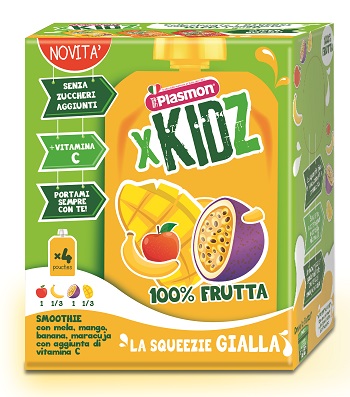 NOVITÀ
SENZA
ZUCCHERI
AGGIUNTI
+VITAMINA
C
PORTAMI
SEMPRE
CON TE!
Plasmon
xKIDZ
x4
pouches
1 1/3 1 1/3
100% FRUTTA
SMOOTHIE
con mela, mango,
banana, maracuja
con aggiunta di
vitamina C
LA SQUEEZIE GIALLA